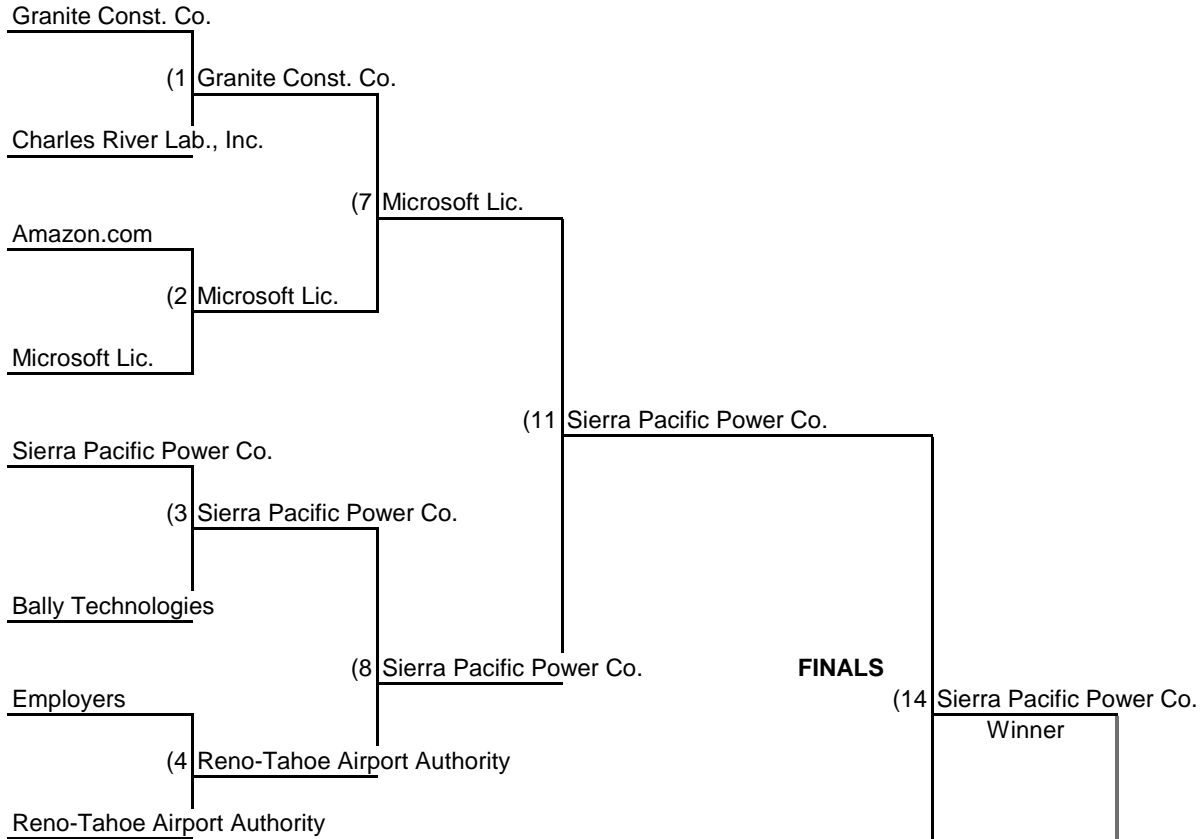 Granite Const. Co.
(1 Granite Const. Co.
Charles River Lab., Inc.
(7 Microsoft Lic.
Amazon.com
(2 Microsoft Lic.
Microsoft Lic.
(11 Sierra Pacific Power Co.
Sierra Pacific Power Co.
(3 Sierra Pacific Power Co.
Bally Technologies
(8 Sierra Pacific Power Co. FINALS
Employers
(14 Sierra Pacific Power Co.
Winner
(4 Reno-Tahoe Airport Authority
Reno-Tahoe Airport Authority